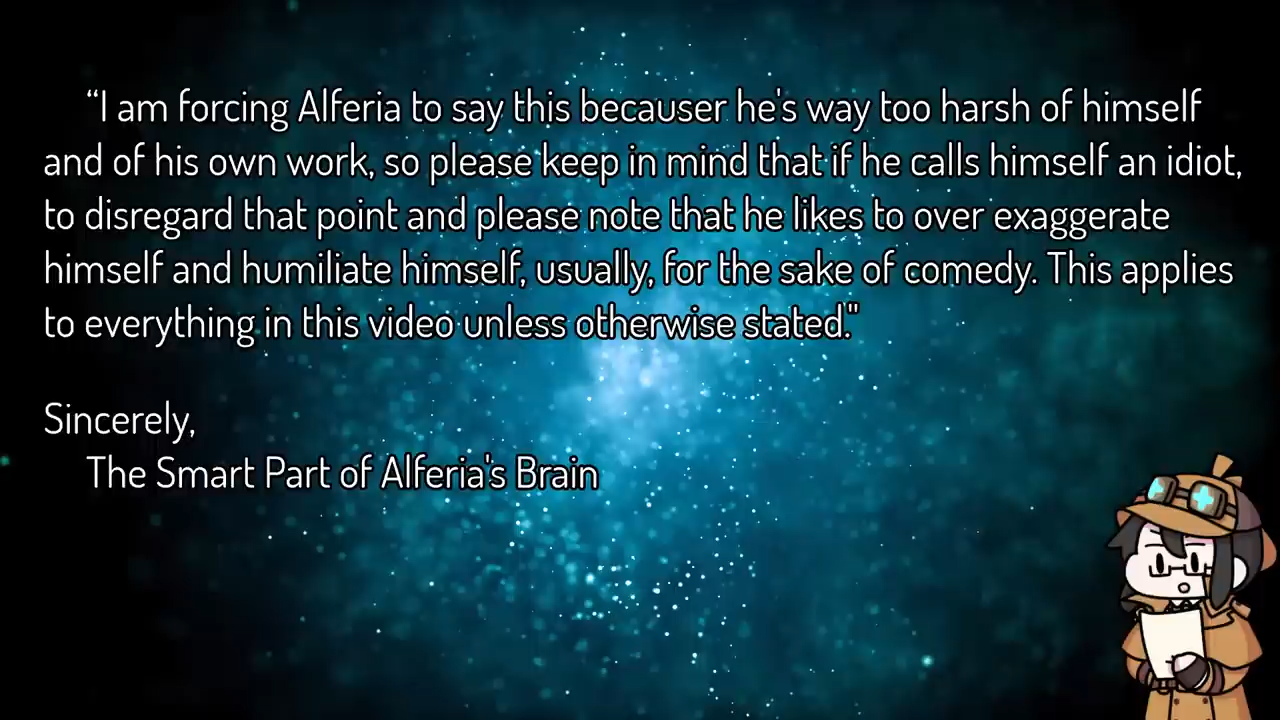 “I am forcing Alferia to say this becauser he's way too harsh of himself
and of his own work, so please keep in mind that if he calls himself an idiot,
to disregard that point and please note that he likes to over exaggerate
himself and humiliate himself, usually, for the sake of comedy. This applies
to everything in this video unless otherwise stated."
Sincerely,
The Smart Part of Alferia's Brain